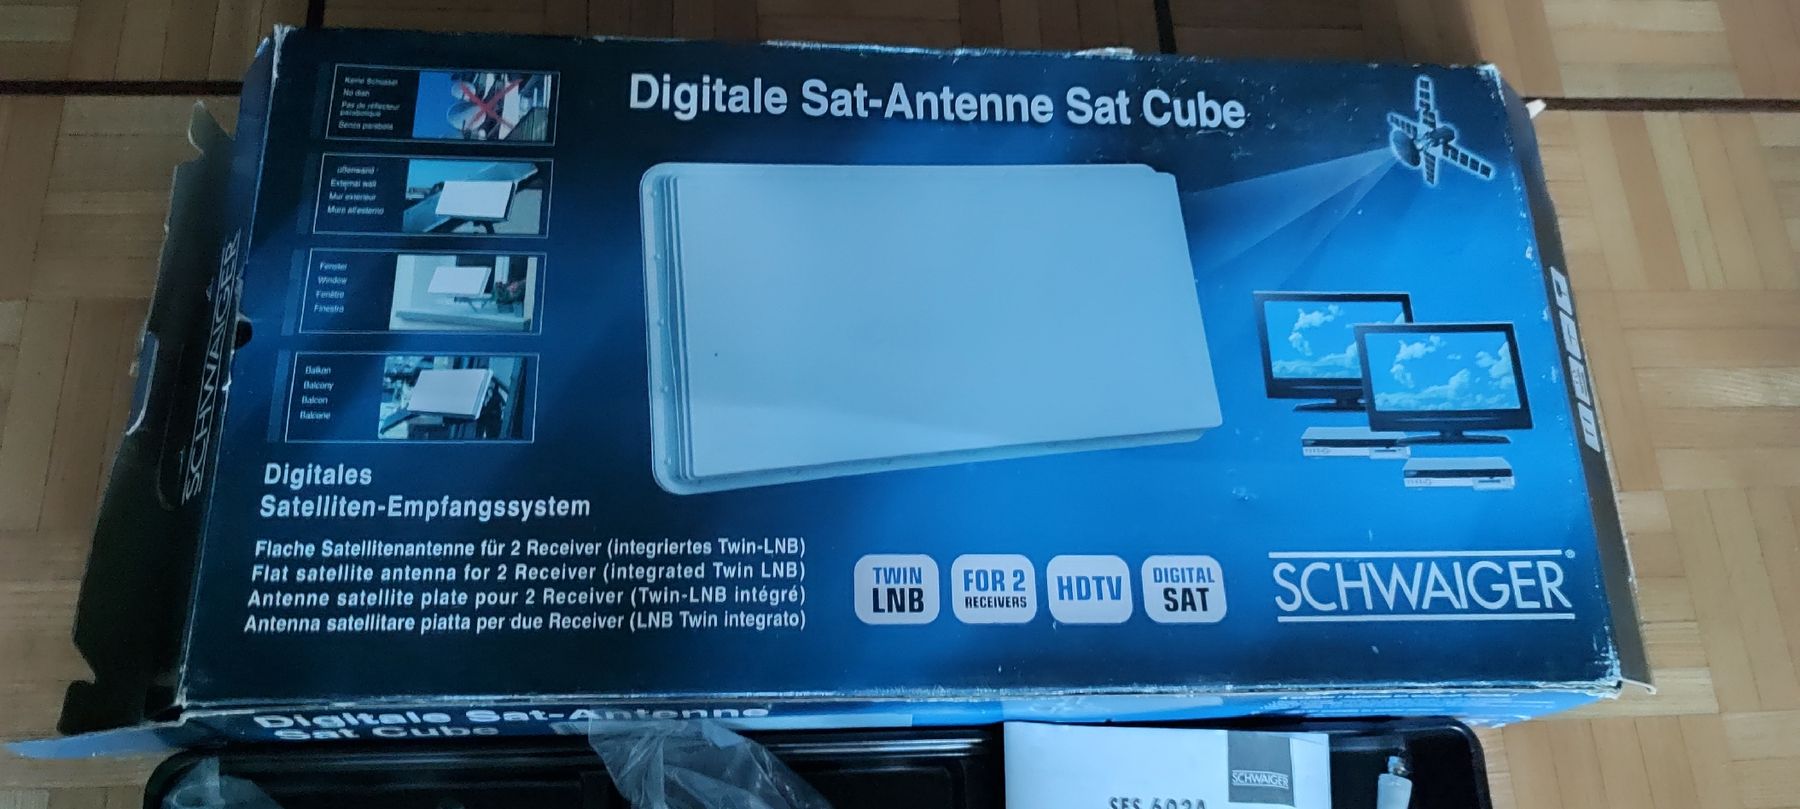 Keine Schüssel
No dish
Pas de réflecteur
parabolique
Senza parabola
Digitale Sat-Antenne Sat Cube
ußenwand
External wall
Mur exterieur
Muro all'esterno
Fenster
Window
Fenêtre
Finestra
Balkon
Balcony
Balcon
Balcone
SCHWAIGER
Digitales
Satelliten-Empfangssystem
Flache Satellitenantenne für 2 Receiver (integriertes Twin-LNB)
Flat satellite antenna for 2 Receiver (integrated Twin LNB)
Antenne satellite plate pour 2 Receiver (Twin-LNB intégré)
Antenna satellitare piatta per due Receiver (LNB Twin integrato)
TWIN
LNB
FOR 2
RECEIVERS
HDTV
DIGITAL
SAT
SCHWAIGER®
Digitale Sat-Antenne
Sat Cube
SCHWAIGER